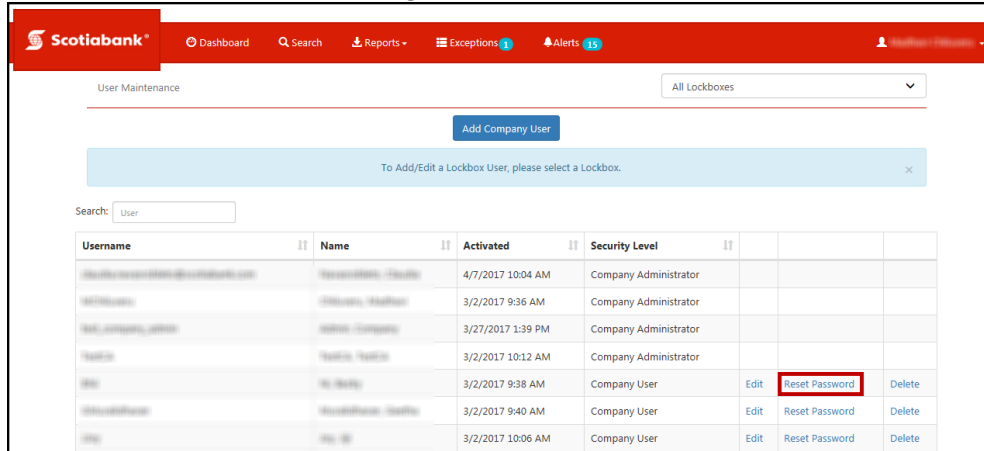 Scotiabank® Dashboard Search Reports Exceptions 1 Alerts 15
User Maintenance All Lockboxes
Add Company User
To Add/Edit a Lockbox User, please select a Lockbox. ×
Search: User
Username Name Activated Security Level
4/7/2017 10:04 AM Company Administrator
3/2/2017 9:36 AM Company Administrator
3/27/2017 1:39 PM Company Administrator
3/2/2017 10:12 AM Company Administrator
3/2/2017 9:38 AM Company User Edit Reset Password Delete
3/2/2017 9:40 AM Company User Edit Reset Password Delete
3/2/2017 10:06 AM Company User Edit Reset Password Delete